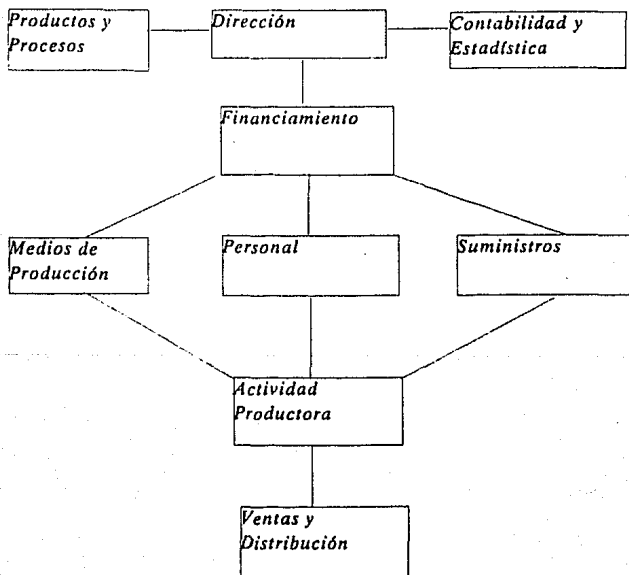 Productos y
Procesos
Dirección
Contabilidad y
Estadística
Financiamiento
Medios de
Producción
Personal
Suministros
Actividad
Productora
Ventas y
Distribución